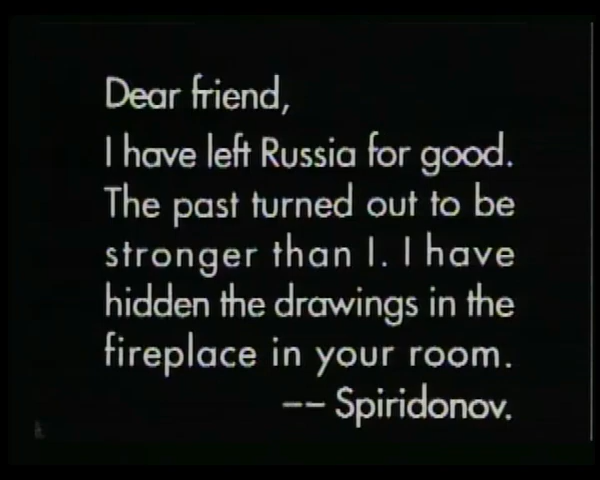 Dear friend,
I have left Russia for good.
The past turned out to be
stronger than I. I have
hidden the drawings in the
fireplace in your room.
-- Spiridonov.